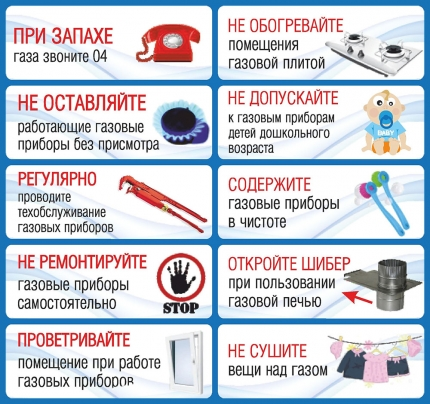 ПРИ ЗАПАХЕ
газа звоните 04
НЕ ОСТАВЛЯЙТЕ
работающие газовые
приборы без присмотра
РЕГУЛЯРНО
проводите
техобслуживание
газовых приборов
НЕ РЕМОНТИРУЙТЕ
газовые приборы
самостоятельно
STOP
ПРОВЕТРИВАЙТЕ
помещение при работе
газовых приборов
НЕ ОБОГРЕВАЙТЕ
помещения
газовой плитой
НЕ ДОПУСКАЙТЕ
к газовым приборам
детей дошкольного
возраста
BABY
СОДЕРЖИТЕ
газовые приборы
в чистоте
ОТКРОЙТЕ ШИБЕР
при пользовании
газовой печью
НЕ СУШИТЕ
вещи над газом